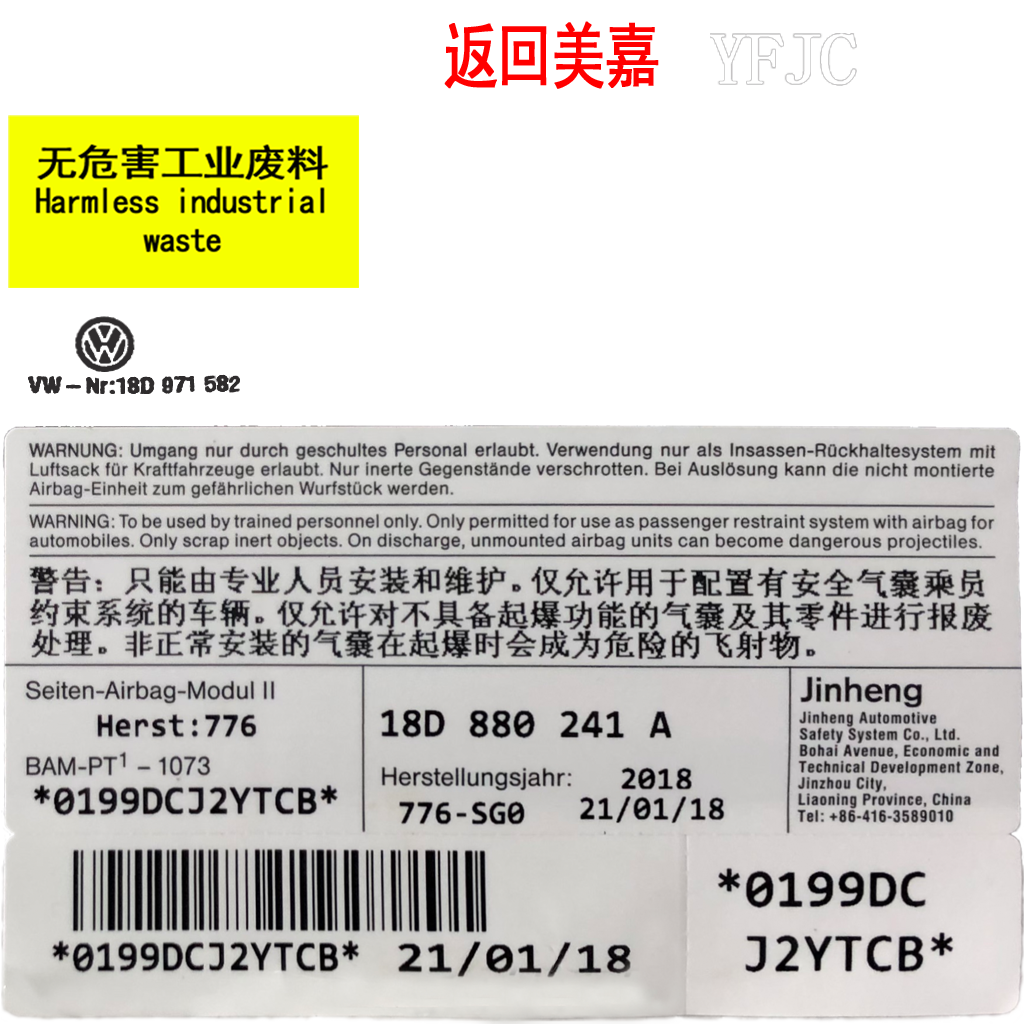 返回美嘉 YFJC
无危害工业废料
Harmless industrial
waste
VW-Nr:18D 971 582
WARNUNG: Umgang nur durch geschultes Personal erlaubt. Verwendung nur als Insassen-Rückhaltesystem mit
Luftsack für Kraftfahrzeuge erlaubt. Nur inerte Gegenstände verschrotten. Bei Auslösung kann die nicht montierte
Airbag-Einheit zum gefährlichen Wurfstück werden.
WARNING: To be used by trained personnel only. Only permitted for use as passenger restraint system with airbag for
automobiles. Only scrap inert objects. On discharge, unmounted airbag units can become dangerous projectiles.
警告：只能由专业人员安装和维护。仅允许用于配置有安全气囊乘员
约束系统的车辆。仅允许对不具备起爆功能的气囊及其零件进行报废
处理。非正常安装的气囊在起爆时会成为危险的飞射物。
Seiten-Airbag-Modul II
Herst:776
BAM-PT¹ – 1073
*0199DCJ2YTCB*
18D 880 241 A
Herstellungsjahr: 2018
776-SG0 21/01/18
Jinheng
Jinheng Automotive
Safety System Co., Ltd.
Bohai Avenue, Economic and
Technical Development Zone,
Jinzhou City,
Liaoning Province, China
Tel: +86-416-3589010
*0199DCJ2YTCB* 21/01/18
*0199DC
J2YTCB*